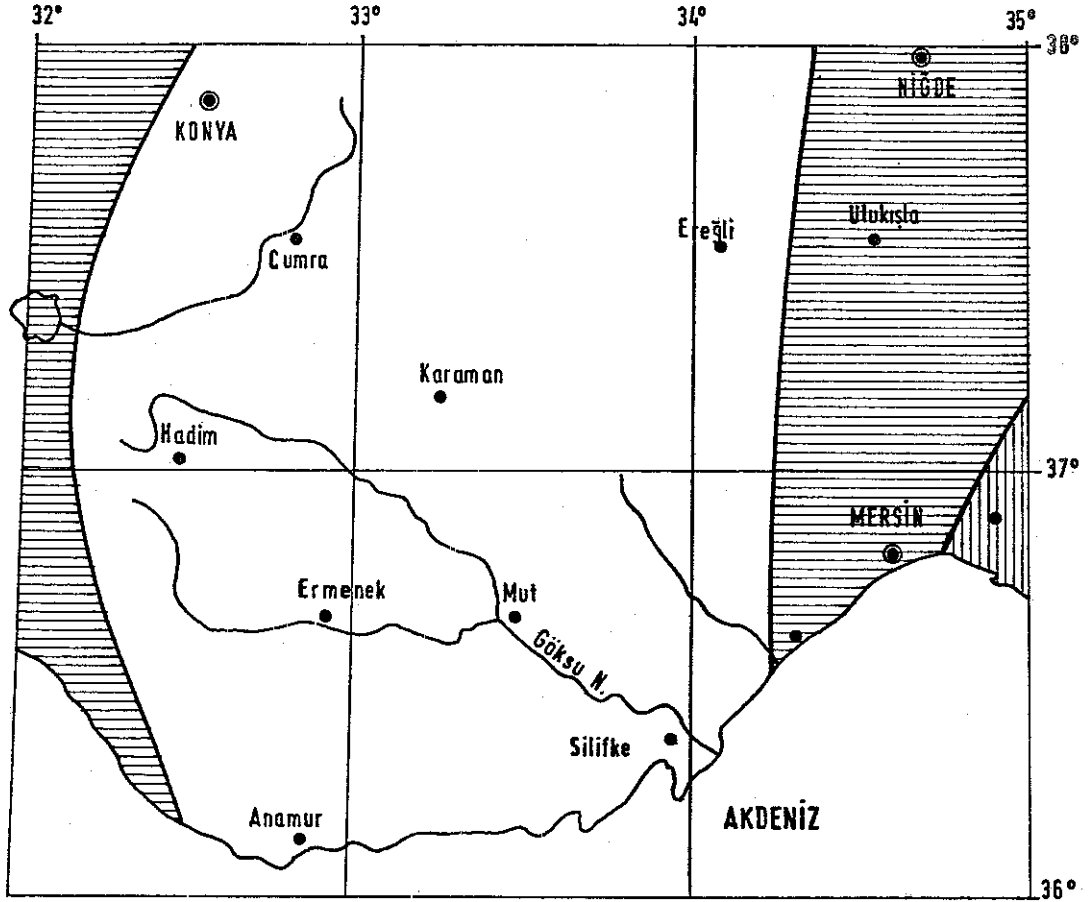 32°
33°
34°
35°
38°
NİĞDE
KONYA
Ereğli
Ulukışla
Cumra
Karaman
Hadim
37°
MERSİN
Ermenek
Mut
Göksu N.
Silifke
Anamur
AKDENİZ
36°